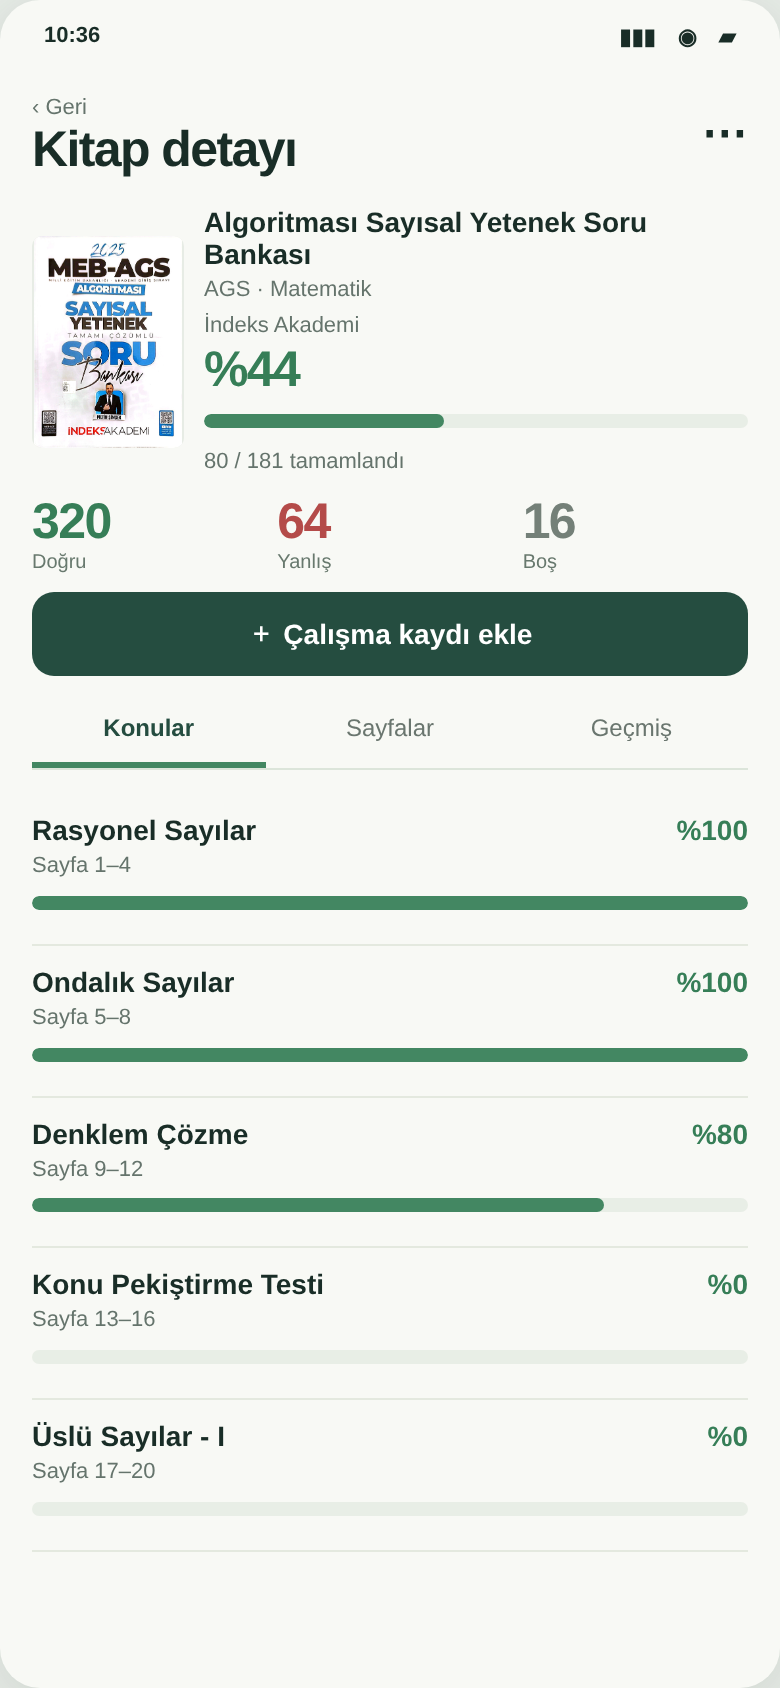 10:36
‹ Geri
Kitap detayı
...
2025
MEB-AGS
ALGORİTMASI
SAYISAL
YETENEK
TAMAMI ÇÖZÜMLÜ
SORU
Bankası
İNDEKS AKADEMİ
Algoritması Sayısal Yetenek Soru
Bankası
AGS · Matematik
İndeks Akademi
%44
80 / 181 tamamlandı
320
64
16
Doğru
Yanlış
Boş
+ Çalışma kaydı ekle
Konular
Sayfalar
Geçmiş
Rasyonel Sayılar
%100
Sayfa 1–4
Ondalık Sayılar
%100
Sayfa 5–8
Denklem Çözme
%80
Sayfa 9–12
Konu Pekiştirme Testi
%0
Sayfa 13–16
Üslü Sayılar - I
%0
Sayfa 17–20